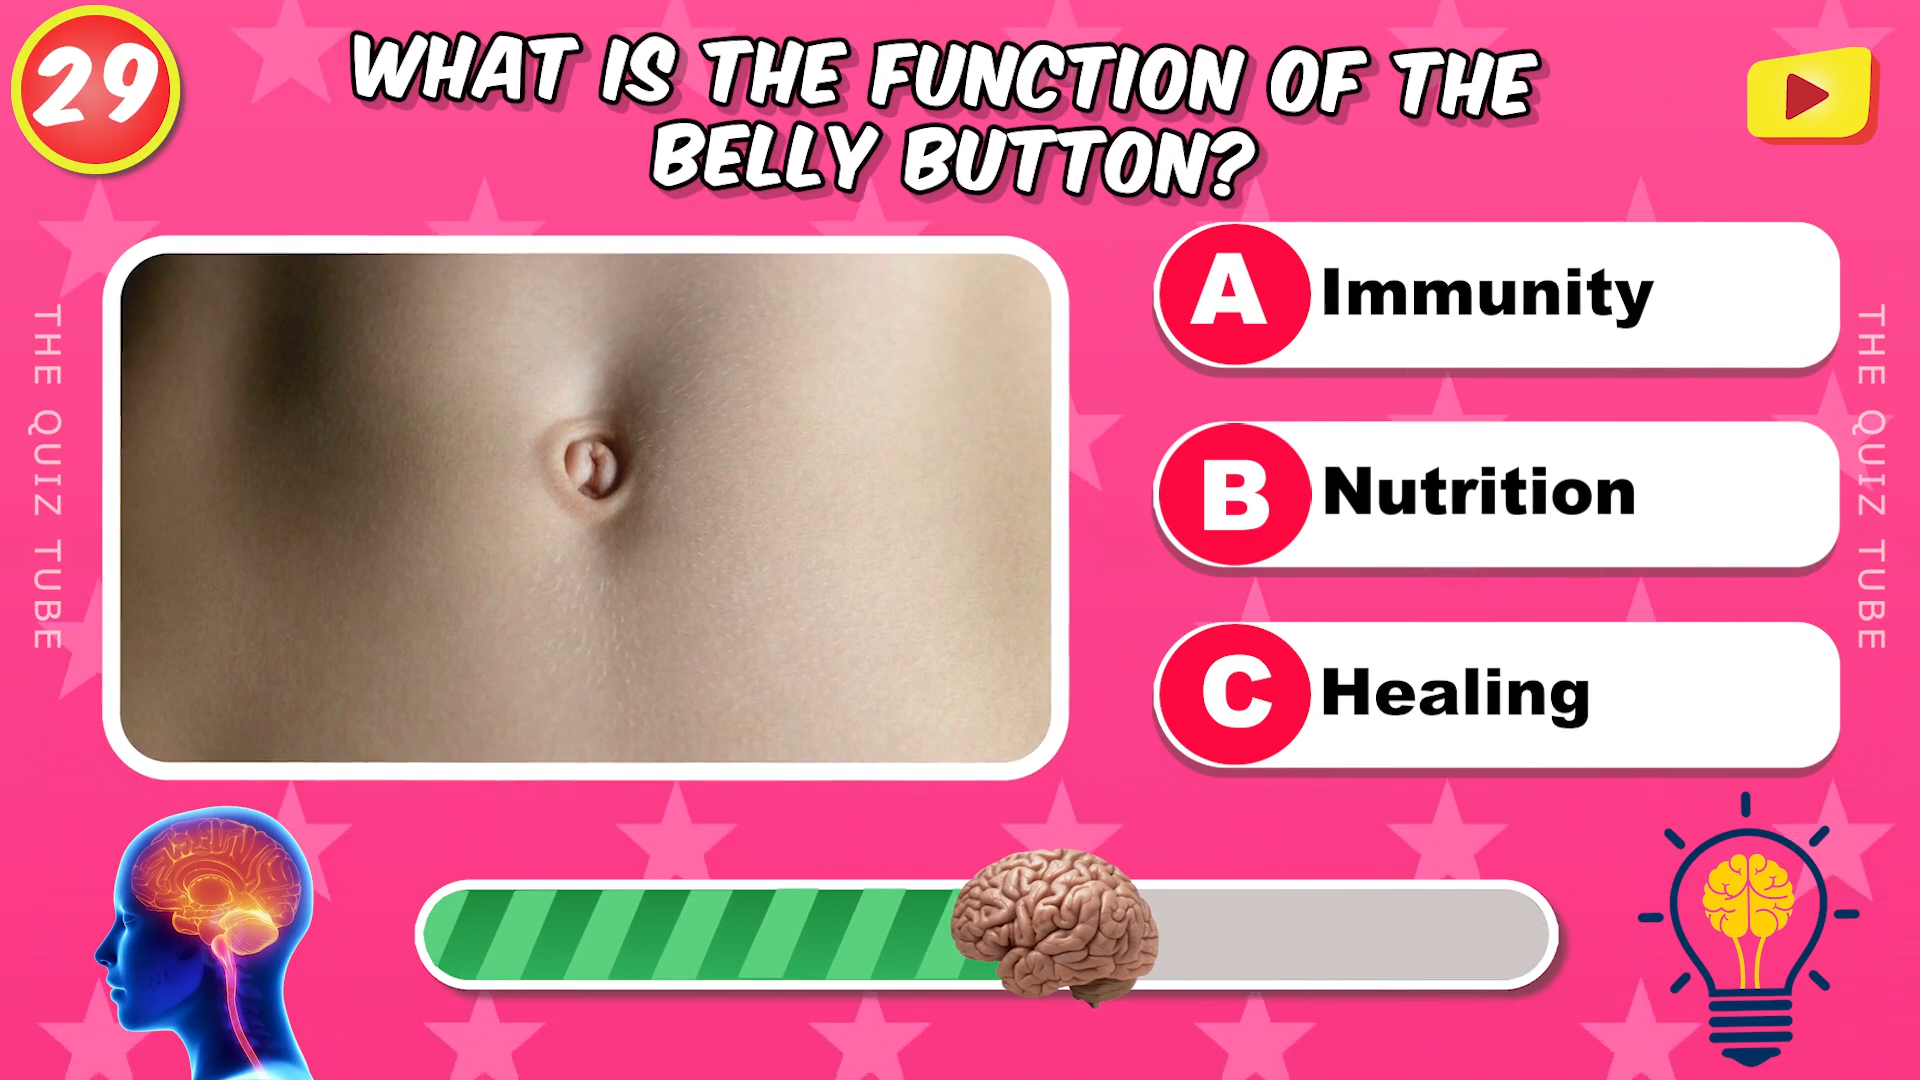 29
WHAT IS THE FUNCTION OF THE
BELLY BUTTON?
THE QUIZ TUBE
A Immunity
B Nutrition
C Healing
THE QUIZ TUBE